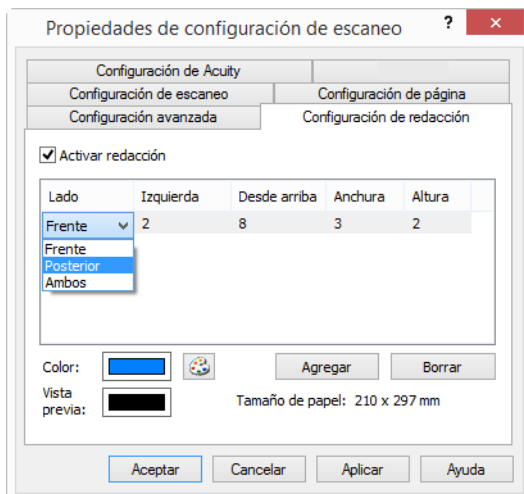 Propiedades de configuración de escaneo ? ×
Configuración de Acuity
Configuración de escaneo Configuración de página
Configuración avanzada Configuración de redacción
Activar redacción
Lado Izquierda Desde arriba Anchura Altura
Frente 2 8 3 2
Frente
Posterior
Ambos
Color: Agregar Borrar
Vista
previa: Tamaño de papel: 210 x 297 mm
Aceptar Cancelar Aplicar Ayuda